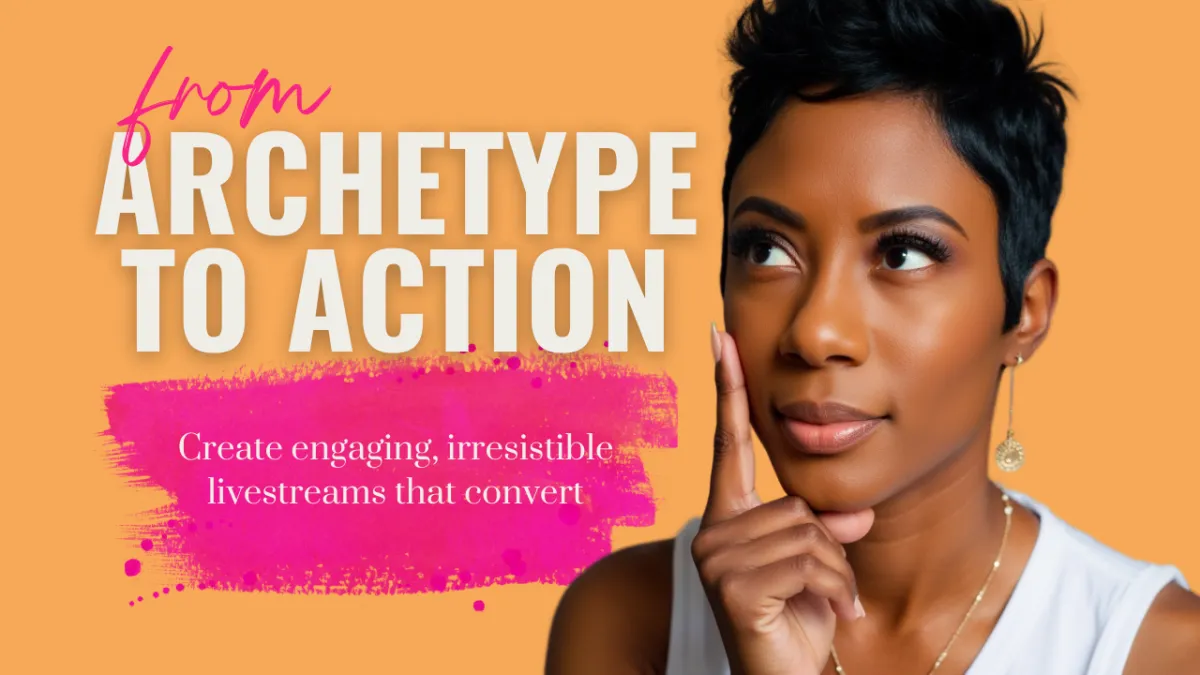 from
ARCHETYPE
TO ACTION
Create engaging, irresistible
livestreams that convert